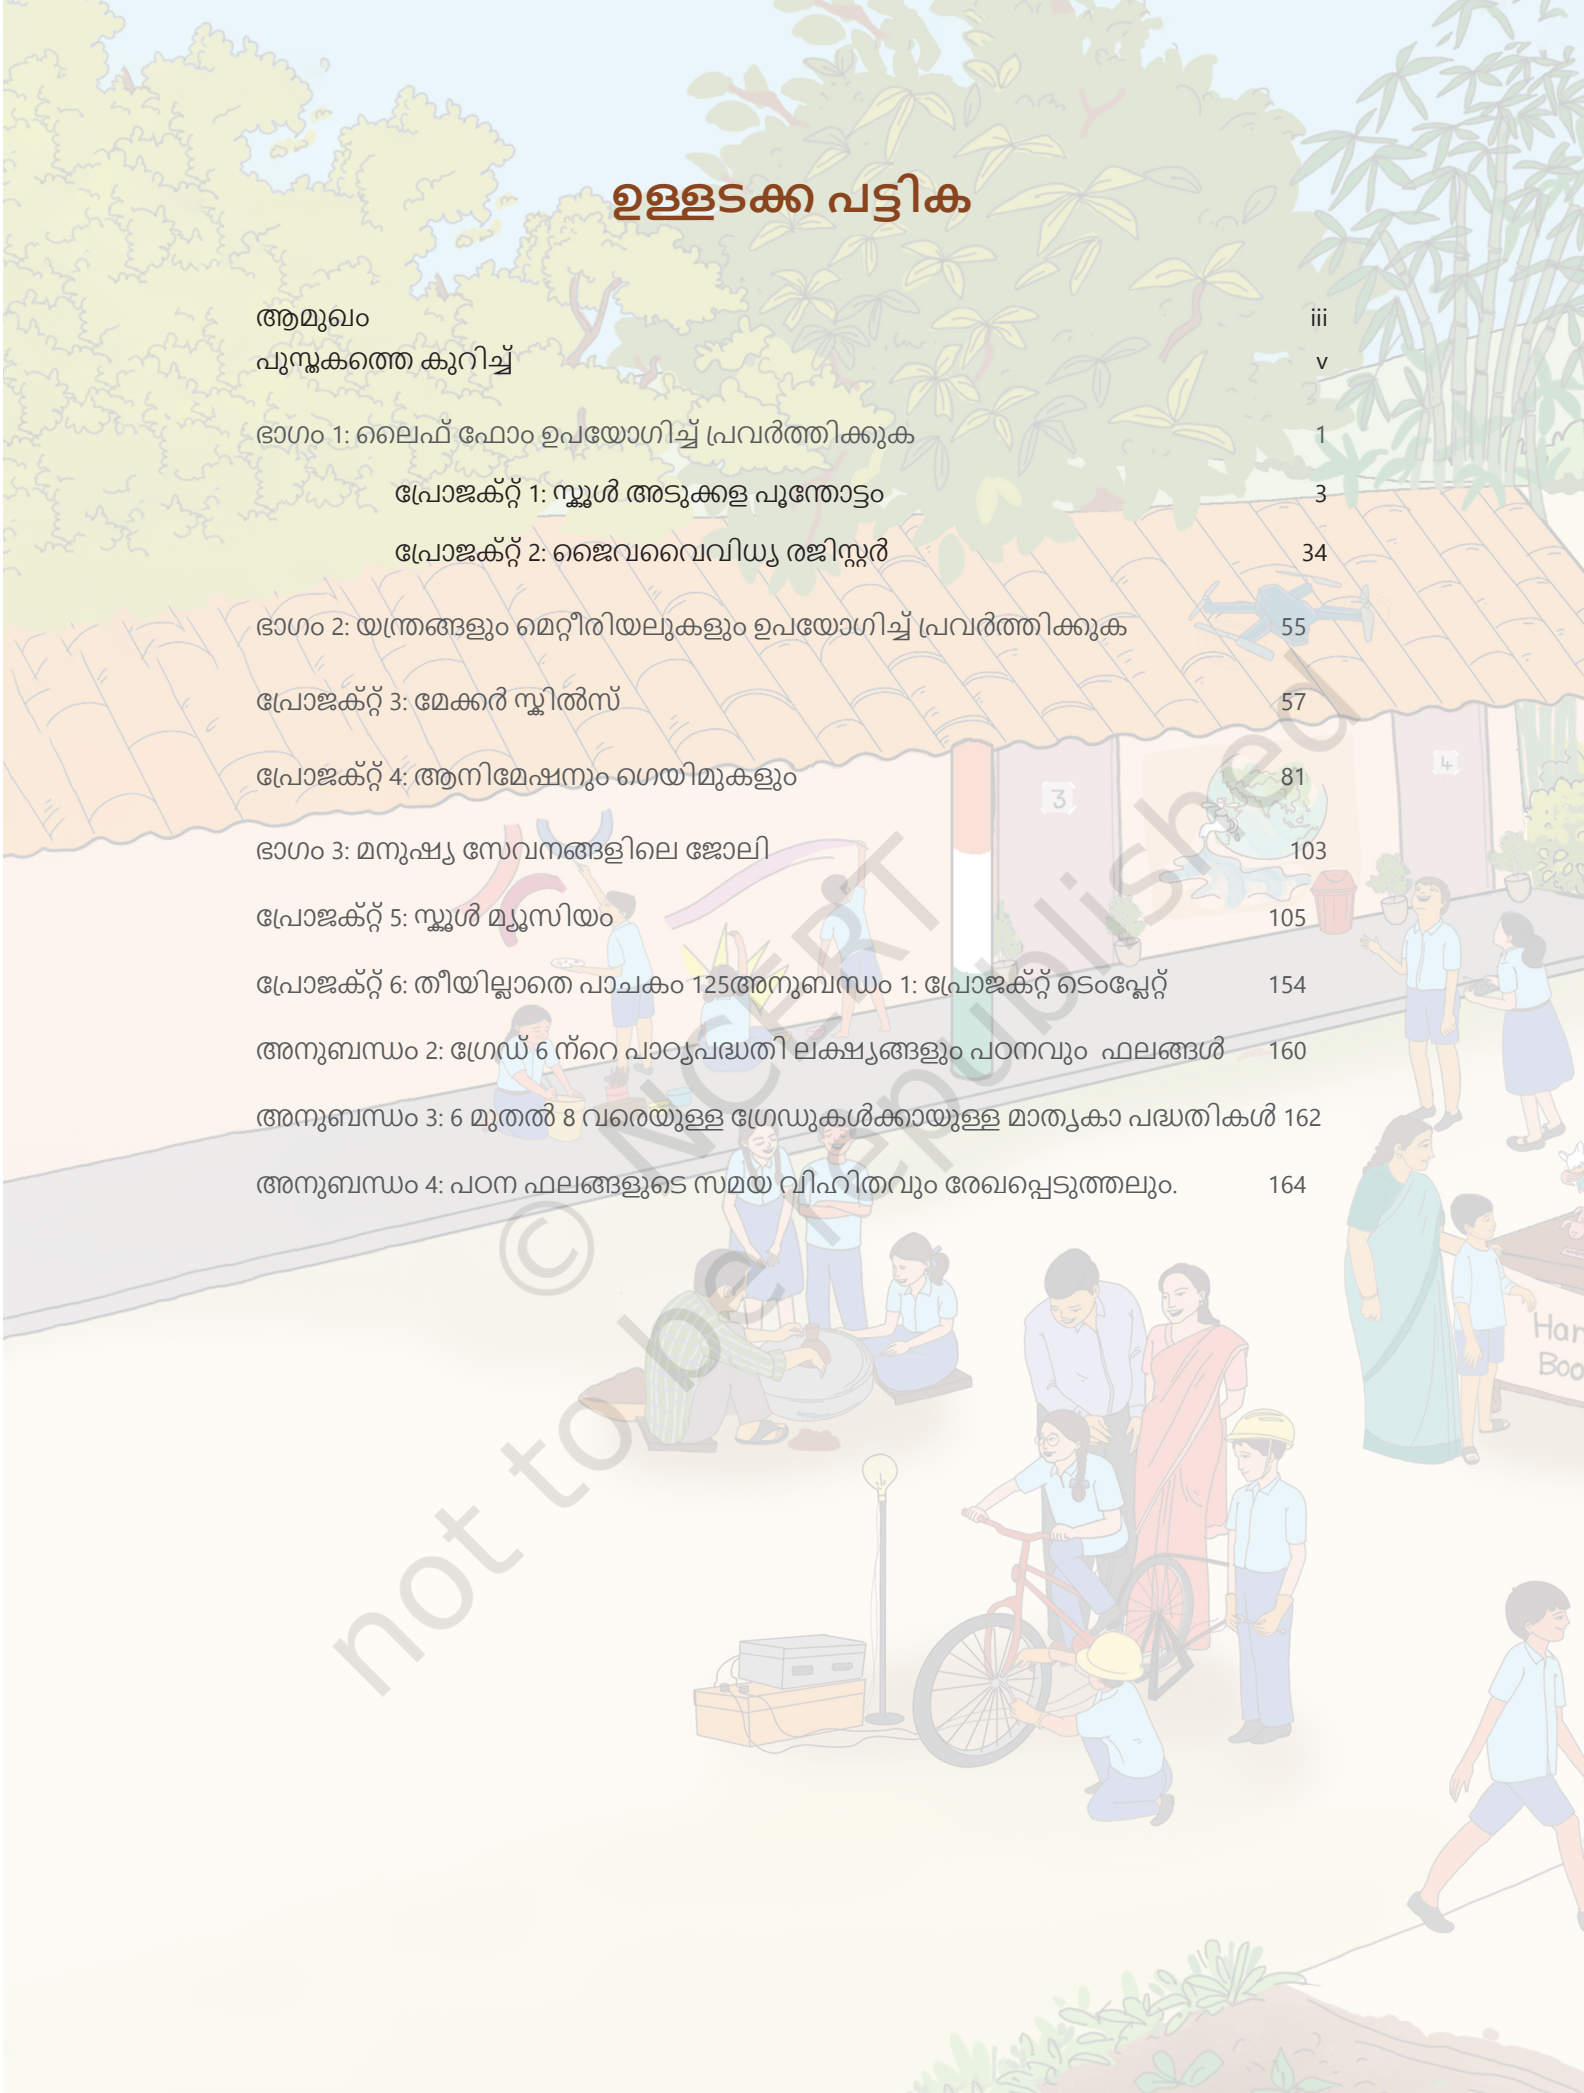 ഉള്ളടക്ക പട്ടിക
ആമുഖം iii
പുസ്തകത്തെ കുറിച്ച് v
ഭാഗം 1: ലൈഫ് ഫോം ഉപയോഗിച്ച് പ്രവർത്തിക്കുക 1
പ്രോജക്റ്റ് 1: സ്കൂൾ അടുക്കള പൂന്തോട്ടം 3
പ്രോജക്റ്റ് 2: ജൈവവൈവിധ്യ രജിസ്റ്റർ 34
ഭാഗം 2: യന്ത്രങ്ങളും മെറ്റീരിയലുകളും ഉപയോഗിച്ച് പ്രവർത്തിക്കുക 55
പ്രോജക്റ്റ് 3: മേക്കർ സ്കിൽസ് 57
പ്രോജക്റ്റ് 4: ആനിമേഷനും ഗെയിമുകളും 81
ഭാഗം 3: മനുഷ്യ സേവനങ്ങളിലെ ജോലി 103
പ്രോജക്റ്റ് 5: സ്കൂൾ മ്യൂസിയം 105
പ്രോജക്റ്റ് 6: തീയില്ലാതെ പാചകം 125അനുബന്ധം 1: പ്രോജക്റ്റ് ടെംപ്ലേറ്റ് 154
അനുബന്ധം 2: ഗ്രേഡ് 6 ന്റെ പാഠ്യപദ്ധതി ലക്ഷ്യങ്ങളും പഠനവും ഫലങ്ങൾ 160
അനുബന്ധം 3: 6 മുതൽ 8 വരെയുള്ള ഗ്രേഡുകൾക്കായുള്ള മാതൃകാ പദ്ധതികൾ 162
അനുബന്ധം 4: പഠന ഫലങ്ങളുടെ സമയ വിഹിതവും രേഖപ്പെടുത്തലും. 164
3
4
© NCERT
not to be republished